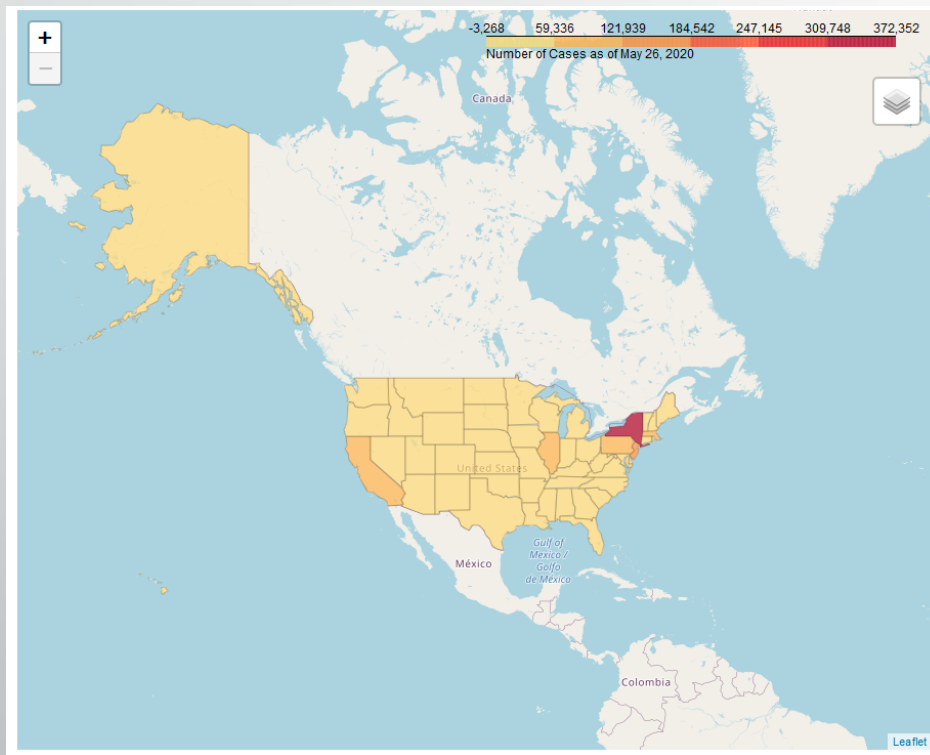 +
−
-3,268 59,336 121,939 184,542 247,145 309,748 372,352
Number of Cases as of May 26, 2020
Canada
United States
Gulf of
Mexico /
Golfo
de México
México
Colombia
Leaflet